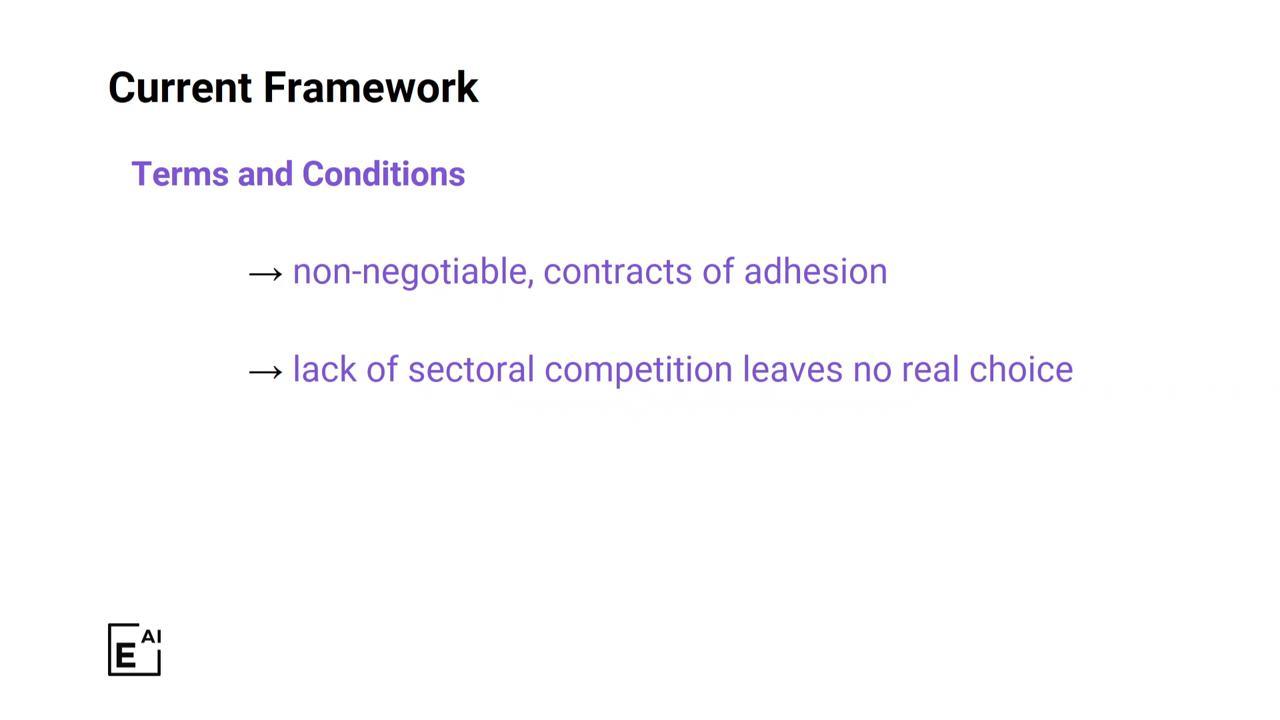 Current Framework
Terms and Conditions
→ non-negotiable, contracts of adhesion
→ lack of sectoral competition leaves no real choice
E AI